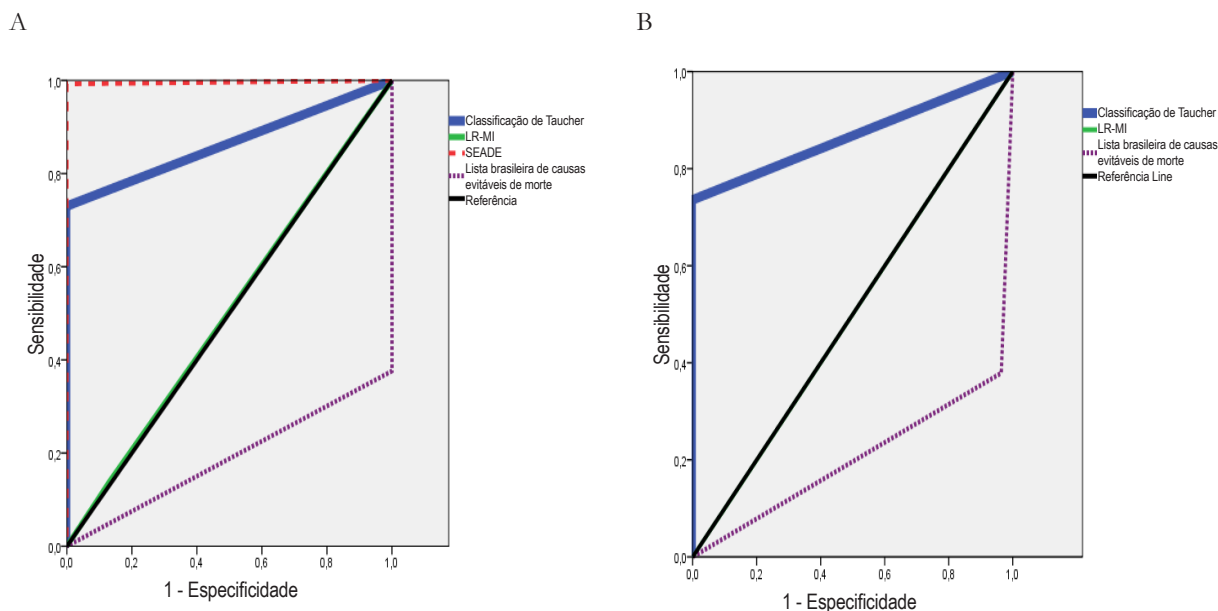 A
1,0
0,8
0,6
0,4
0,2
0,0
Sensibilidade
0,0 0,2 0,4 0,6 0,8 1,0
1 - Especificidade
Classificação de Taucher
LR-MI
SEADE
Lista brasileira de causas
evitáveis de morte
Referência
B
1,0
0,8
0,6
0,4
0,2
0,0
Sensibilidade
0,0 0,2 0,4 0,6 0,8 1,0
1 - Especificidade
Classificação de Taucher
LR-MI
Lista brasileira de causas
evitáveis de morte
Referência Line